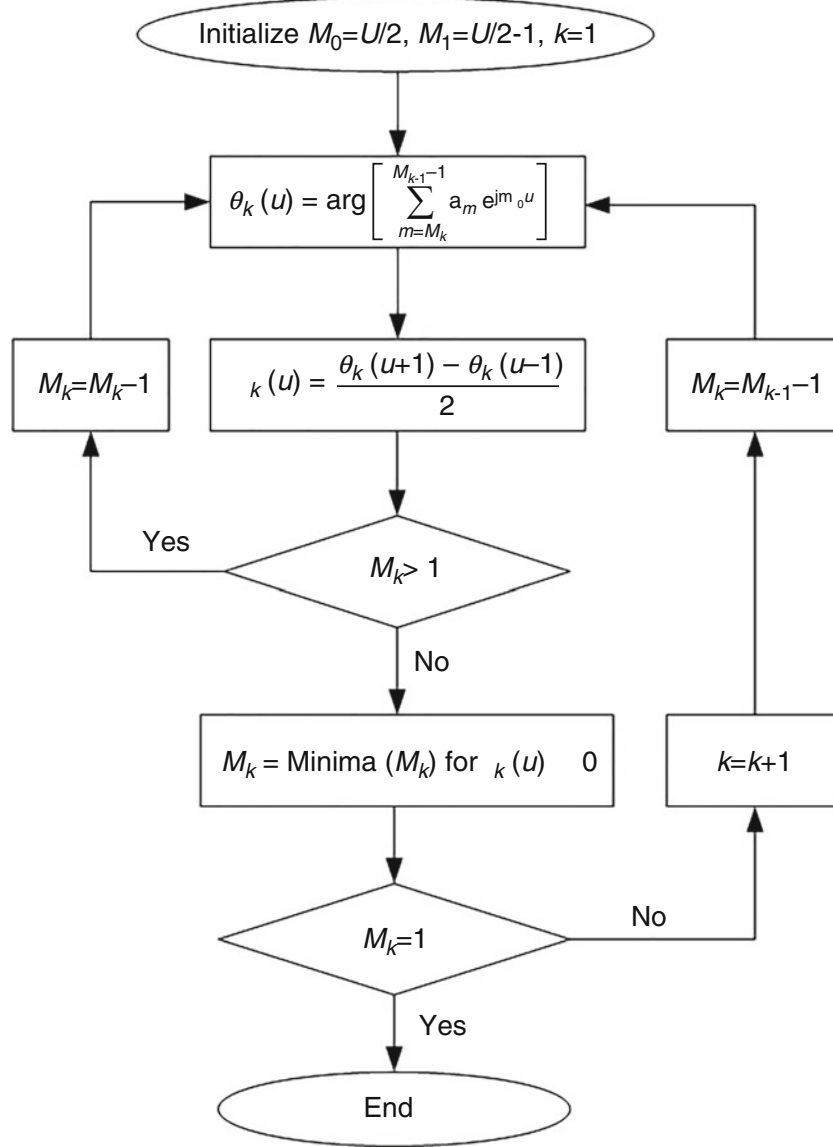 Initialize M₀=U/2, M₁=U/2-1, k=1
θₖ (u) = arg [ Σ_{m=Mₖ}^{Mₖ₋₁−1} aₘ e^{jm ₀u} ]
Mₖ=Mₖ−1
ₖ (u) = (θₖ (u+1) − θₖ (u−1)) / 2
Mₖ=Mₖ₋₁−1
Yes
Mₖ> 1
No
Mₖ = Minima (Mₖ) for ₖ (u) 0
k=k+1
Mₖ=1
No
Yes
End